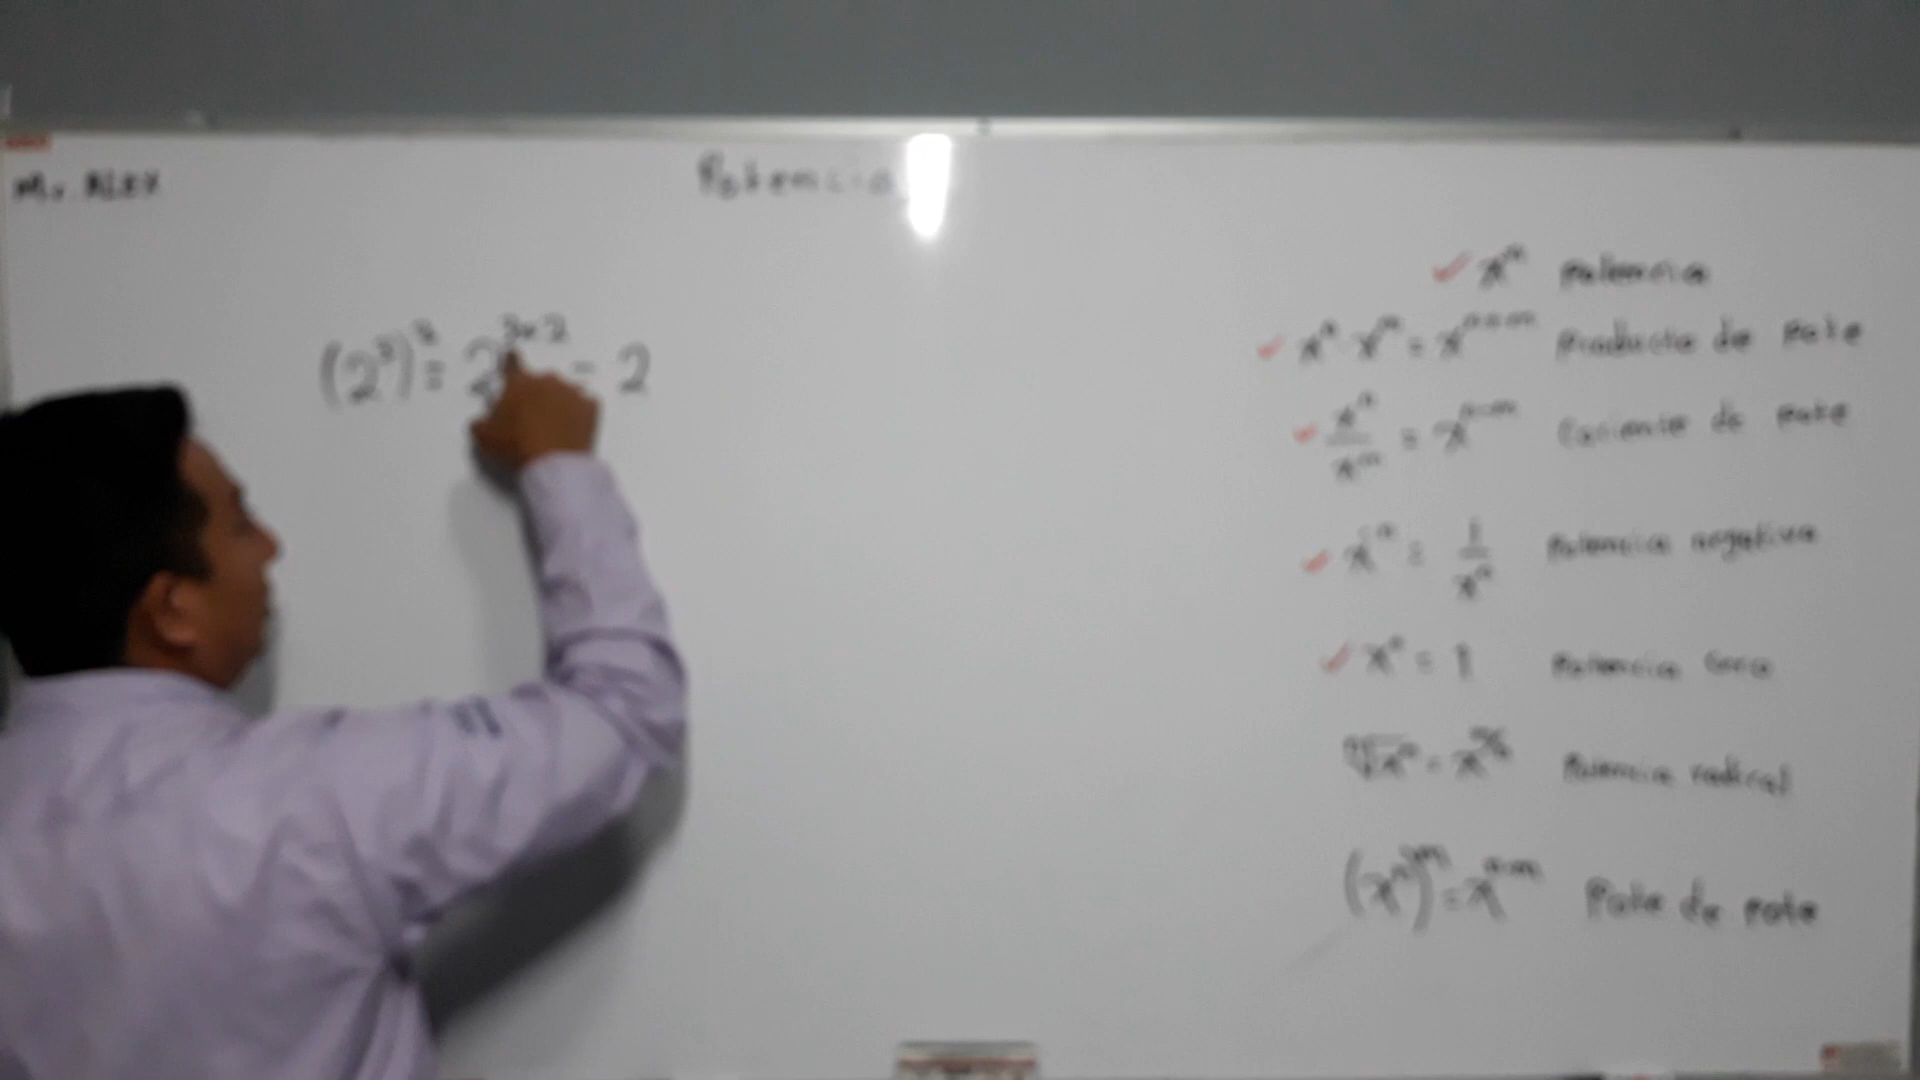 Mr. ALEX
Potencia
(2³)² = 2³ˣ² = 2
✓ xⁿ Potencia
✓ xⁿ · xᵐ = xⁿ⁺ᵐ Producto de Pote
✓ xⁿ / xᵐ = xⁿ⁻ᵐ Cociente de Pote
✓ x⁻ⁿ = 1 / xⁿ Potencia negativa
✓ x⁰ = 1 Potencia Cero
Potencia radical
(xⁿ)ᵐ = xⁿ·ᵐ Pote de pote